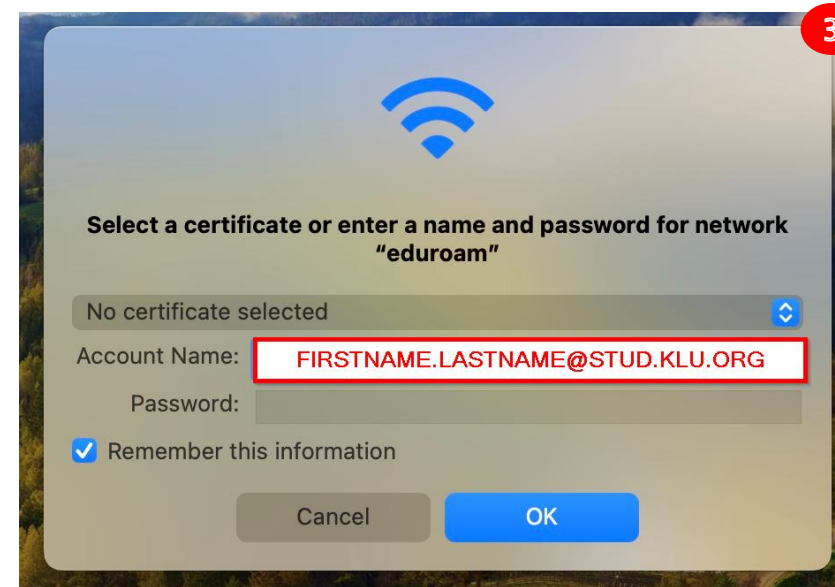 3
Select a certificate or enter a name and password for network
“eduroam”
No certificate selected
Account Name: FIRSTNAME.LASTNAME@STUD.KLU.ORG
Password:
Remember this information
Cancel OK